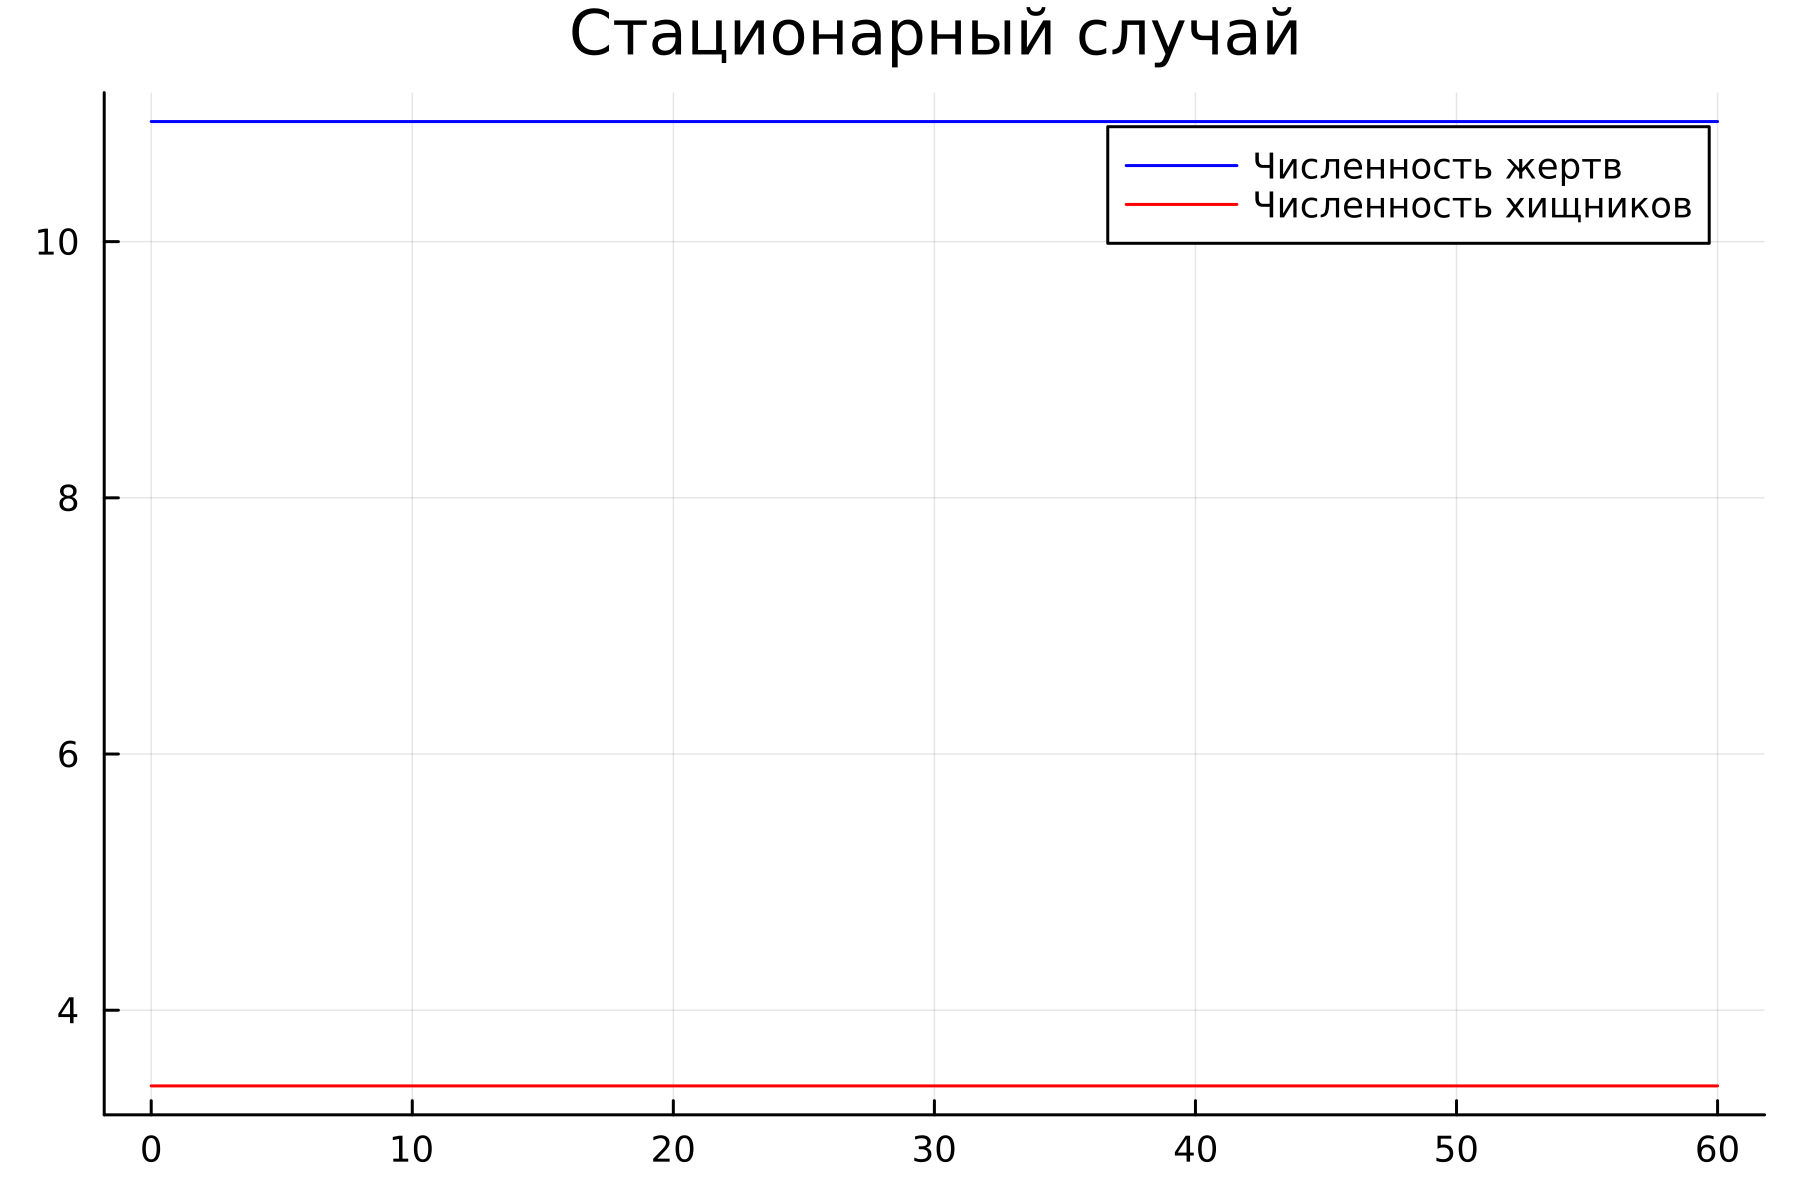 Стационарный случай
Численность жертв
Численность хищников
10
8
6
4
0 10 20 30 40 50 60